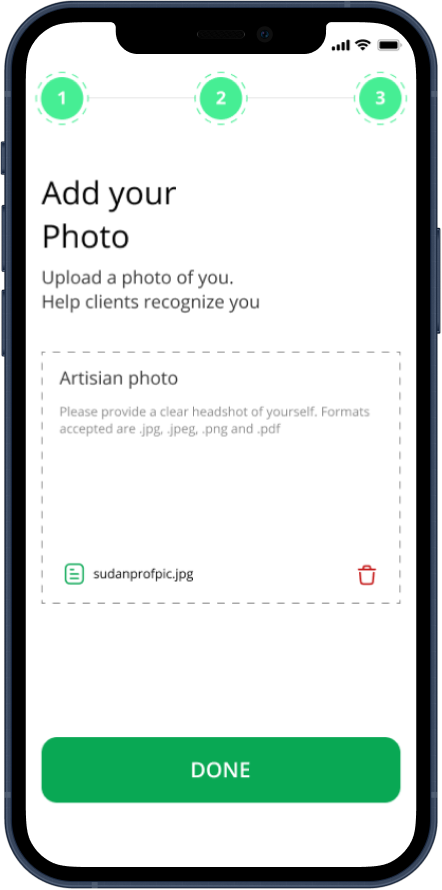 1 2 3
Add your
Photo
Upload a photo of you.
Help clients recognize you
Artisian photo
Please provide a clear headshot of yourself. Formats
accepted are .jpg, .jpeg, .png and .pdf
sudanprofpic.jpg
DONE